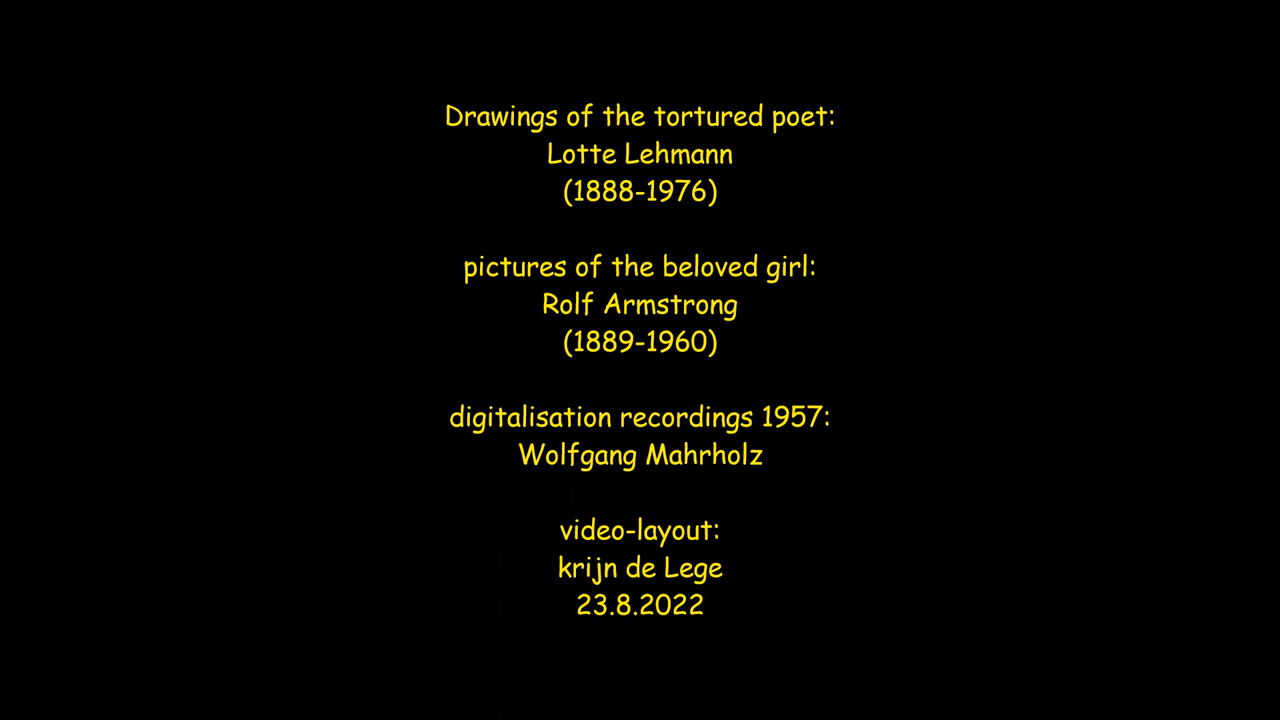 Drawings of the tortured poet:
Lotte Lehmann
(1888-1976)
pictures of the beloved girl:
Rolf Armstrong
(1889-1960)
digitalisation recordings 1957:
Wolfgang Mahrholz
video-layout:
krijn de Lege
23.8.2022